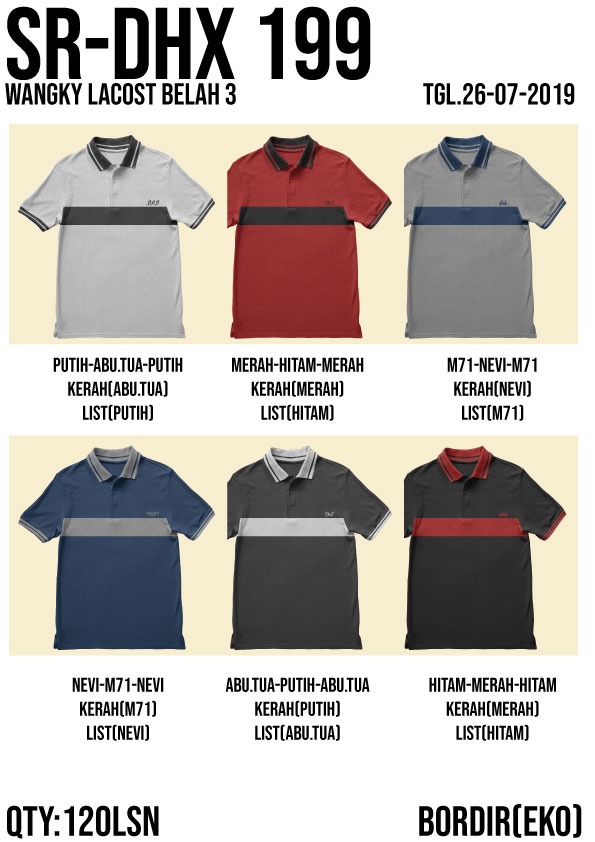 SR-DHX 199
WANGKY LACOST BELAH 3
TGL.26-07-2019
PUTIH-ABU.TUA-PUTIH
KERAH(ABU.TUA)
LIST(PUTIH)
MERAH-HITAM-MERAH
KERAH(MERAH)
LIST(HITAM)
M71-NEVI-M71
KERAH(NEVI)
LIST(M71)
NEVI-M71-NEVI
KERAH(M71)
LIST(NEVI)
ABU.TUA-PUTIH-ABU.TUA
KERAH(PUTIH)
LIST(ABU.TUA)
HITAM-MERAH-HITAM
KERAH(MERAH)
LIST(HITAM)
QTY:120LSN
BORDIR(EKO)